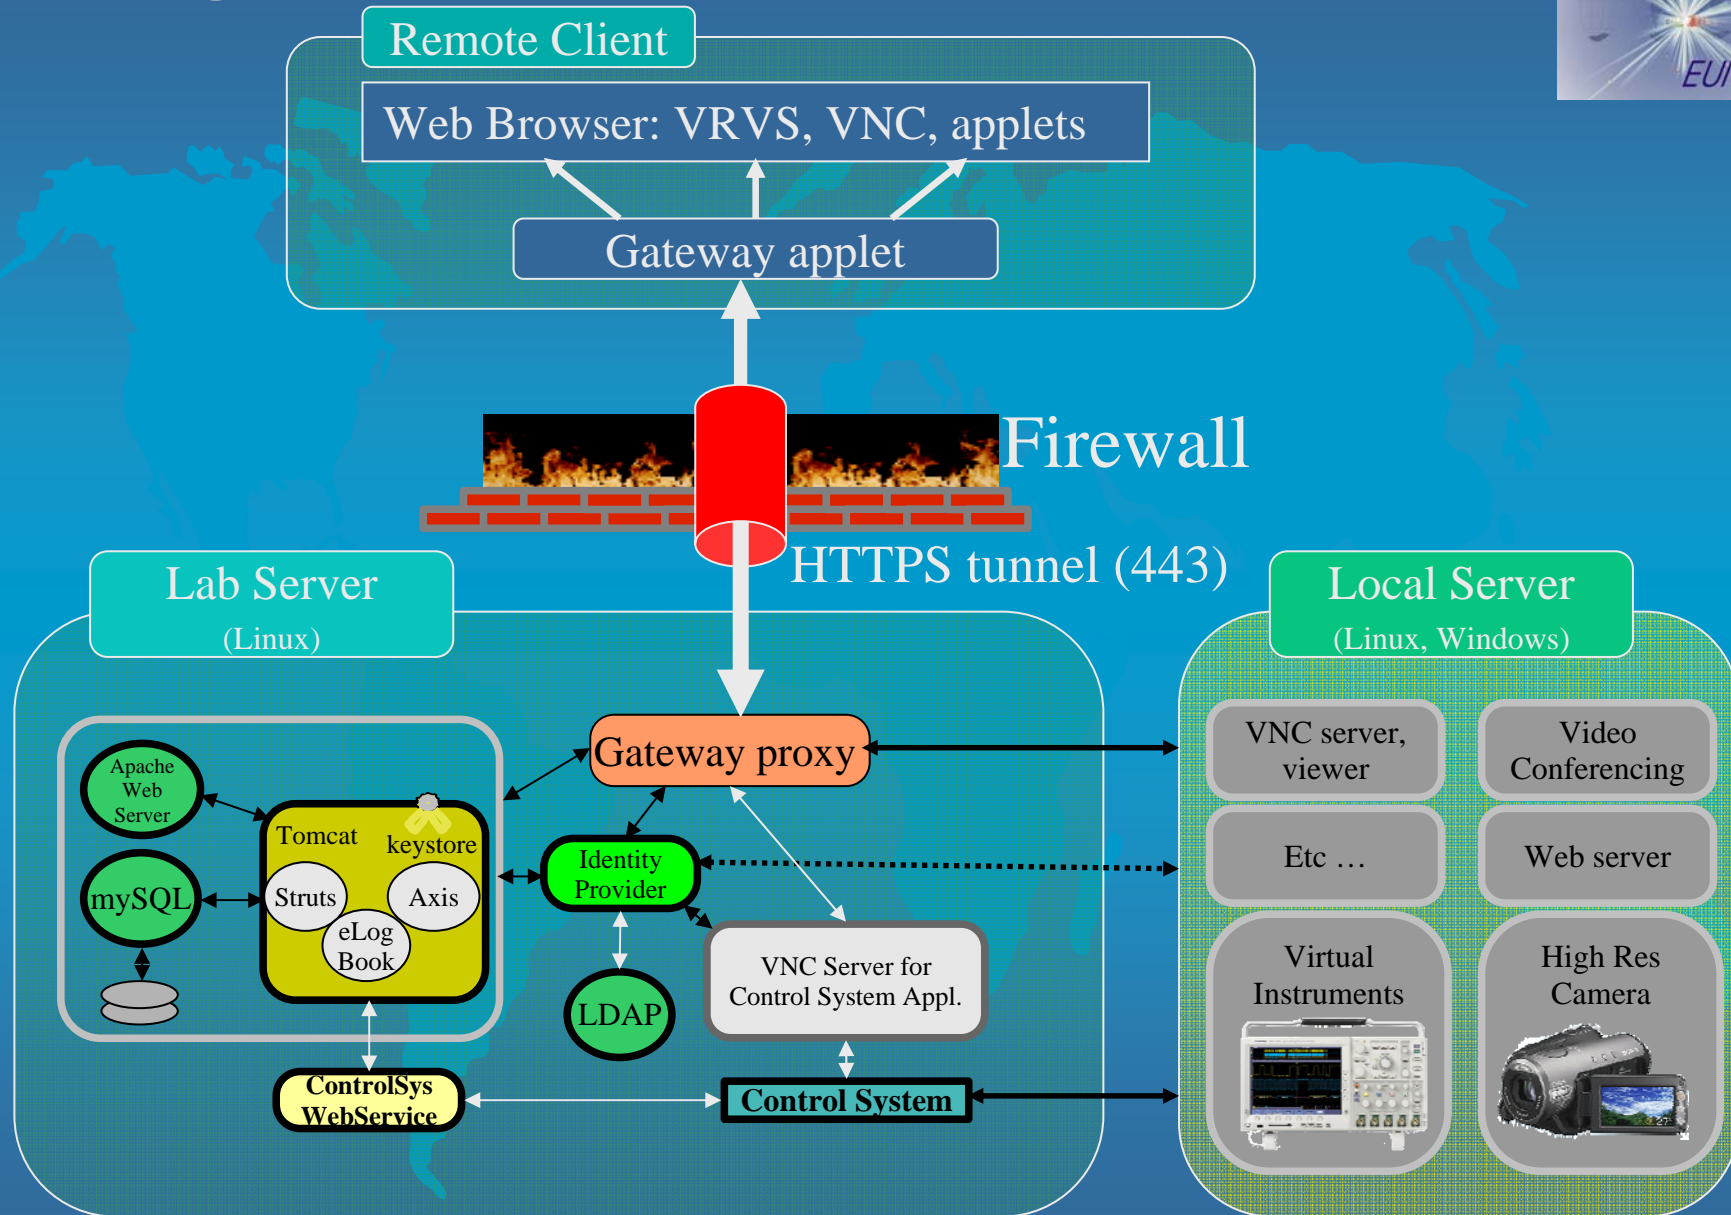 Remote Client
Web Browser: VRVS, VNC, applets
Gateway applet
Firewall
HTTPS tunnel (443)
Lab Server
(Linux)
Local Server
(Linux, Windows)
Gateway proxy
Apache
Web
Server
Tomcat
keystore
mySQL
Struts
Axis
eLog
Book
Identity
Provider
LDAP
VNC Server for
Control System Appl.
ControlSys
WebService
Control System
VNC server,
viewer
Video
Conferencing
Etc …
Web server
Virtual
Instruments
High Res
Camera